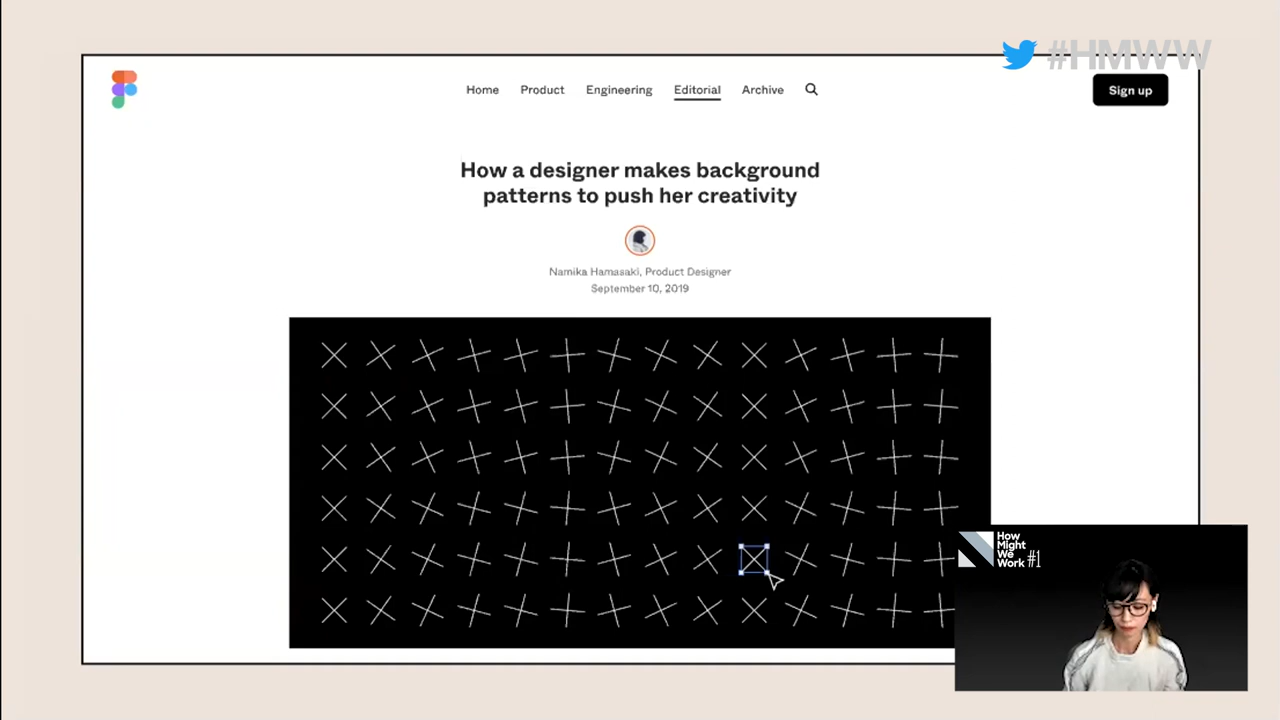 #HMWW
Home Product Engineering Editorial Archive
Sign up
How a designer makes background
patterns to push her creativity
Namika Hamasaki, Product Designer
September 10, 2019
How
Might
We
Work #1